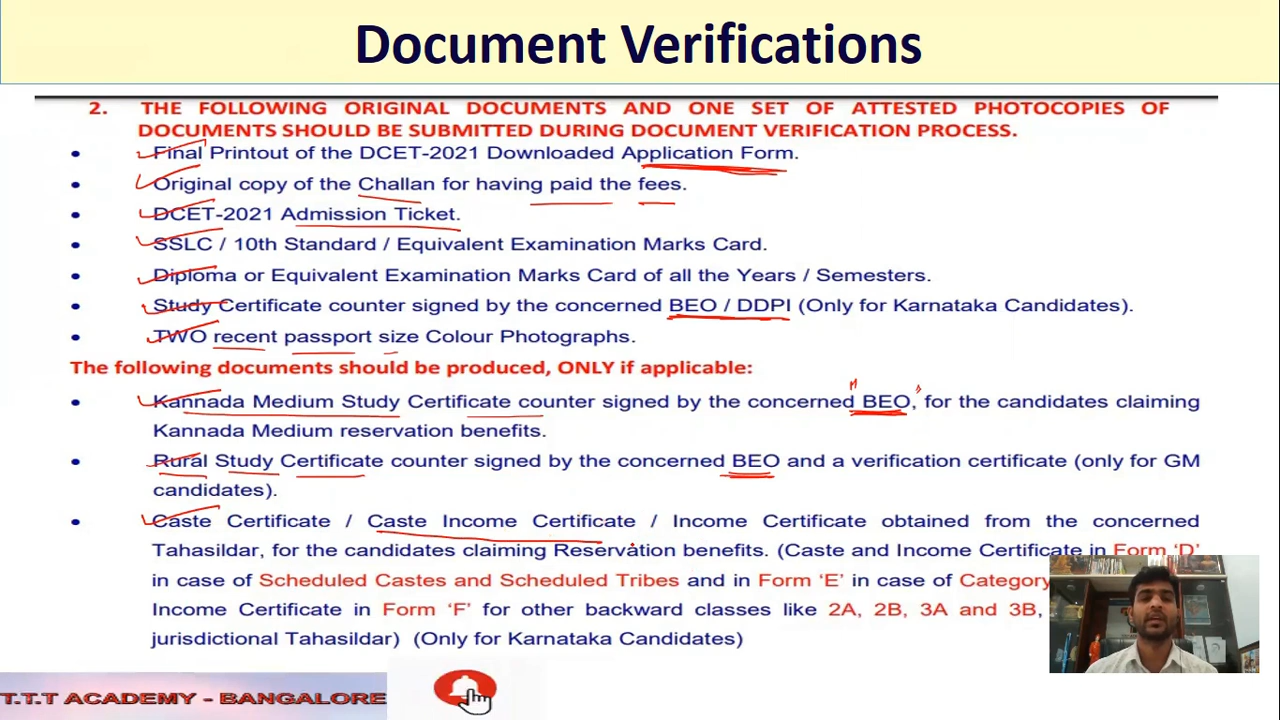 Document Verifications
2. THE FOLLOWING ORIGINAL DOCUMENTS AND ONE SET OF ATTESTED PHOTOCOPIES OF
DOCUMENTS SHOULD BE SUBMITTED DURING DOCUMENT VERIFICATION PROCESS.
• Final Printout of the DCET-2021 Downloaded Application Form.
• Original copy of the Challan for having paid the fees.
• DCET-2021 Admission Ticket.
• SSLC / 10th Standard / Equivalent Examination Marks Card.
• Diploma or Equivalent Examination Marks Card of all the Years / Semesters.
• Study Certificate counter signed by the concerned BEO / DDPI (Only for Karnataka Candidates).
• TWO recent passport size Colour Photographs.
The following documents should be produced, ONLY if applicable:
• Kannada Medium Study Certificate counter signed by the concerned BEO, for the candidates claiming
Kannada Medium reservation benefits.
• Rural Study Certificate counter signed by the concerned BEO and a verification certificate (only for GM
candidates).
• Caste Certificate / Caste Income Certificate / Income Certificate obtained from the concerned
Tahasildar, for the candidates claiming Reservation benefits. (Caste and Income Certificate in Form 'D'
in case of Scheduled Castes and Scheduled Tribes and in Form 'E' in case of Category
Income Certificate in Form 'F' for other backward classes like 2A, 2B, 3A and 3B,
jurisdictional Tahasildar) (Only for Karnataka Candidates)
T.T.T ACADEMY - BANGALORE